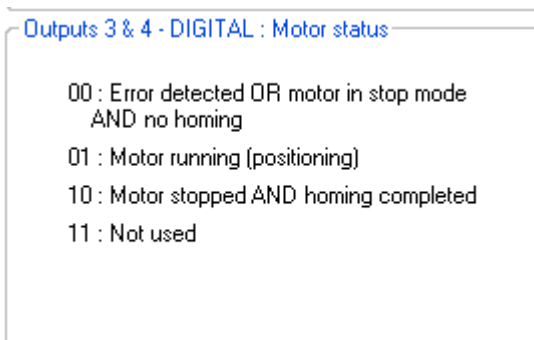 Outputs 3 & 4 - DIGITAL : Motor status
00 : Error detected OR motor in stop mode
AND no homing
01 : Motor running (positioning)
10 : Motor stopped AND homing completed
11 : Not used